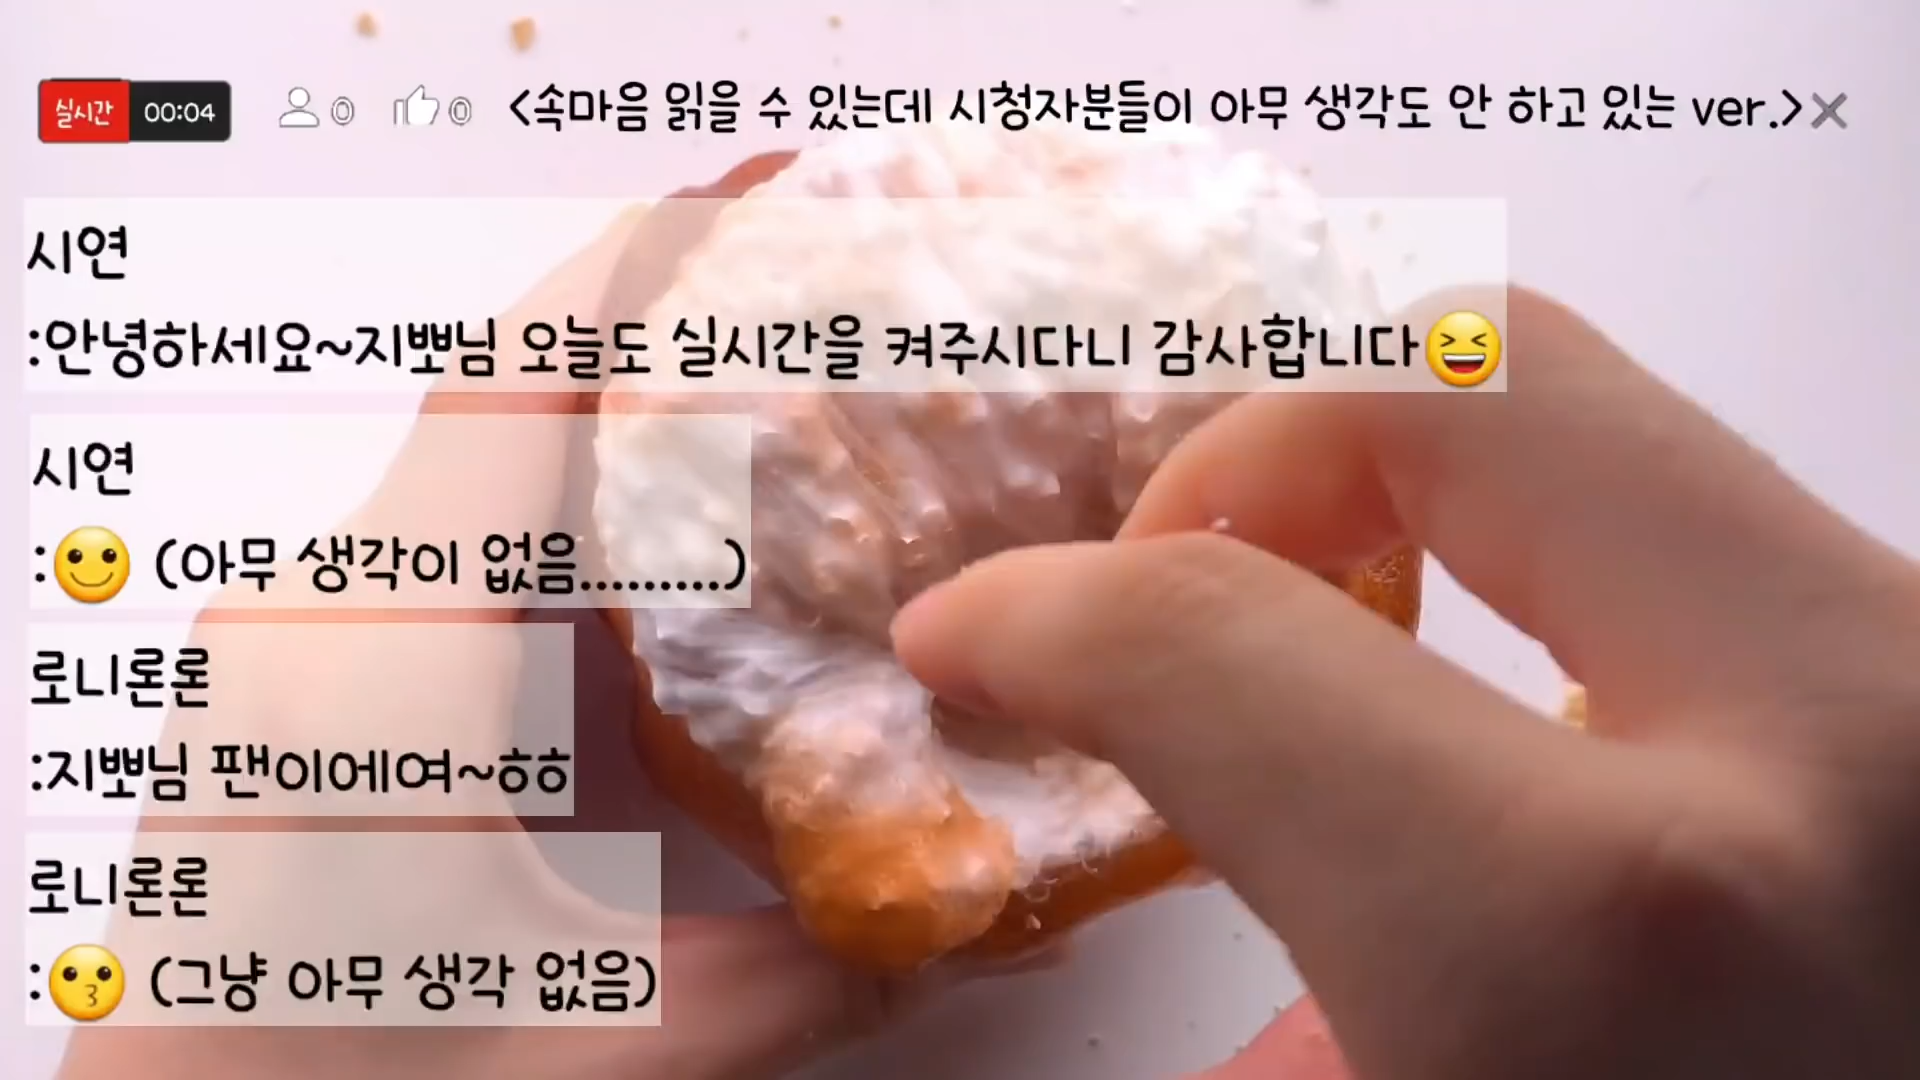 실시간 00:04 0 0 <속마음 읽을 수 있는데 시청자분들이 아무 생각도 안 하고 있는 ver.>
시연
:안녕하세요~지뽀님 오늘도 실시간을 켜주시다니 감사합니다😆
시연
:🙂 (아무 생각이 없음.........)
로니론론
:지뽀님 팬이에여~ㅎㅎ
로니론론
:😗 (그냥 아무 생각 없음)